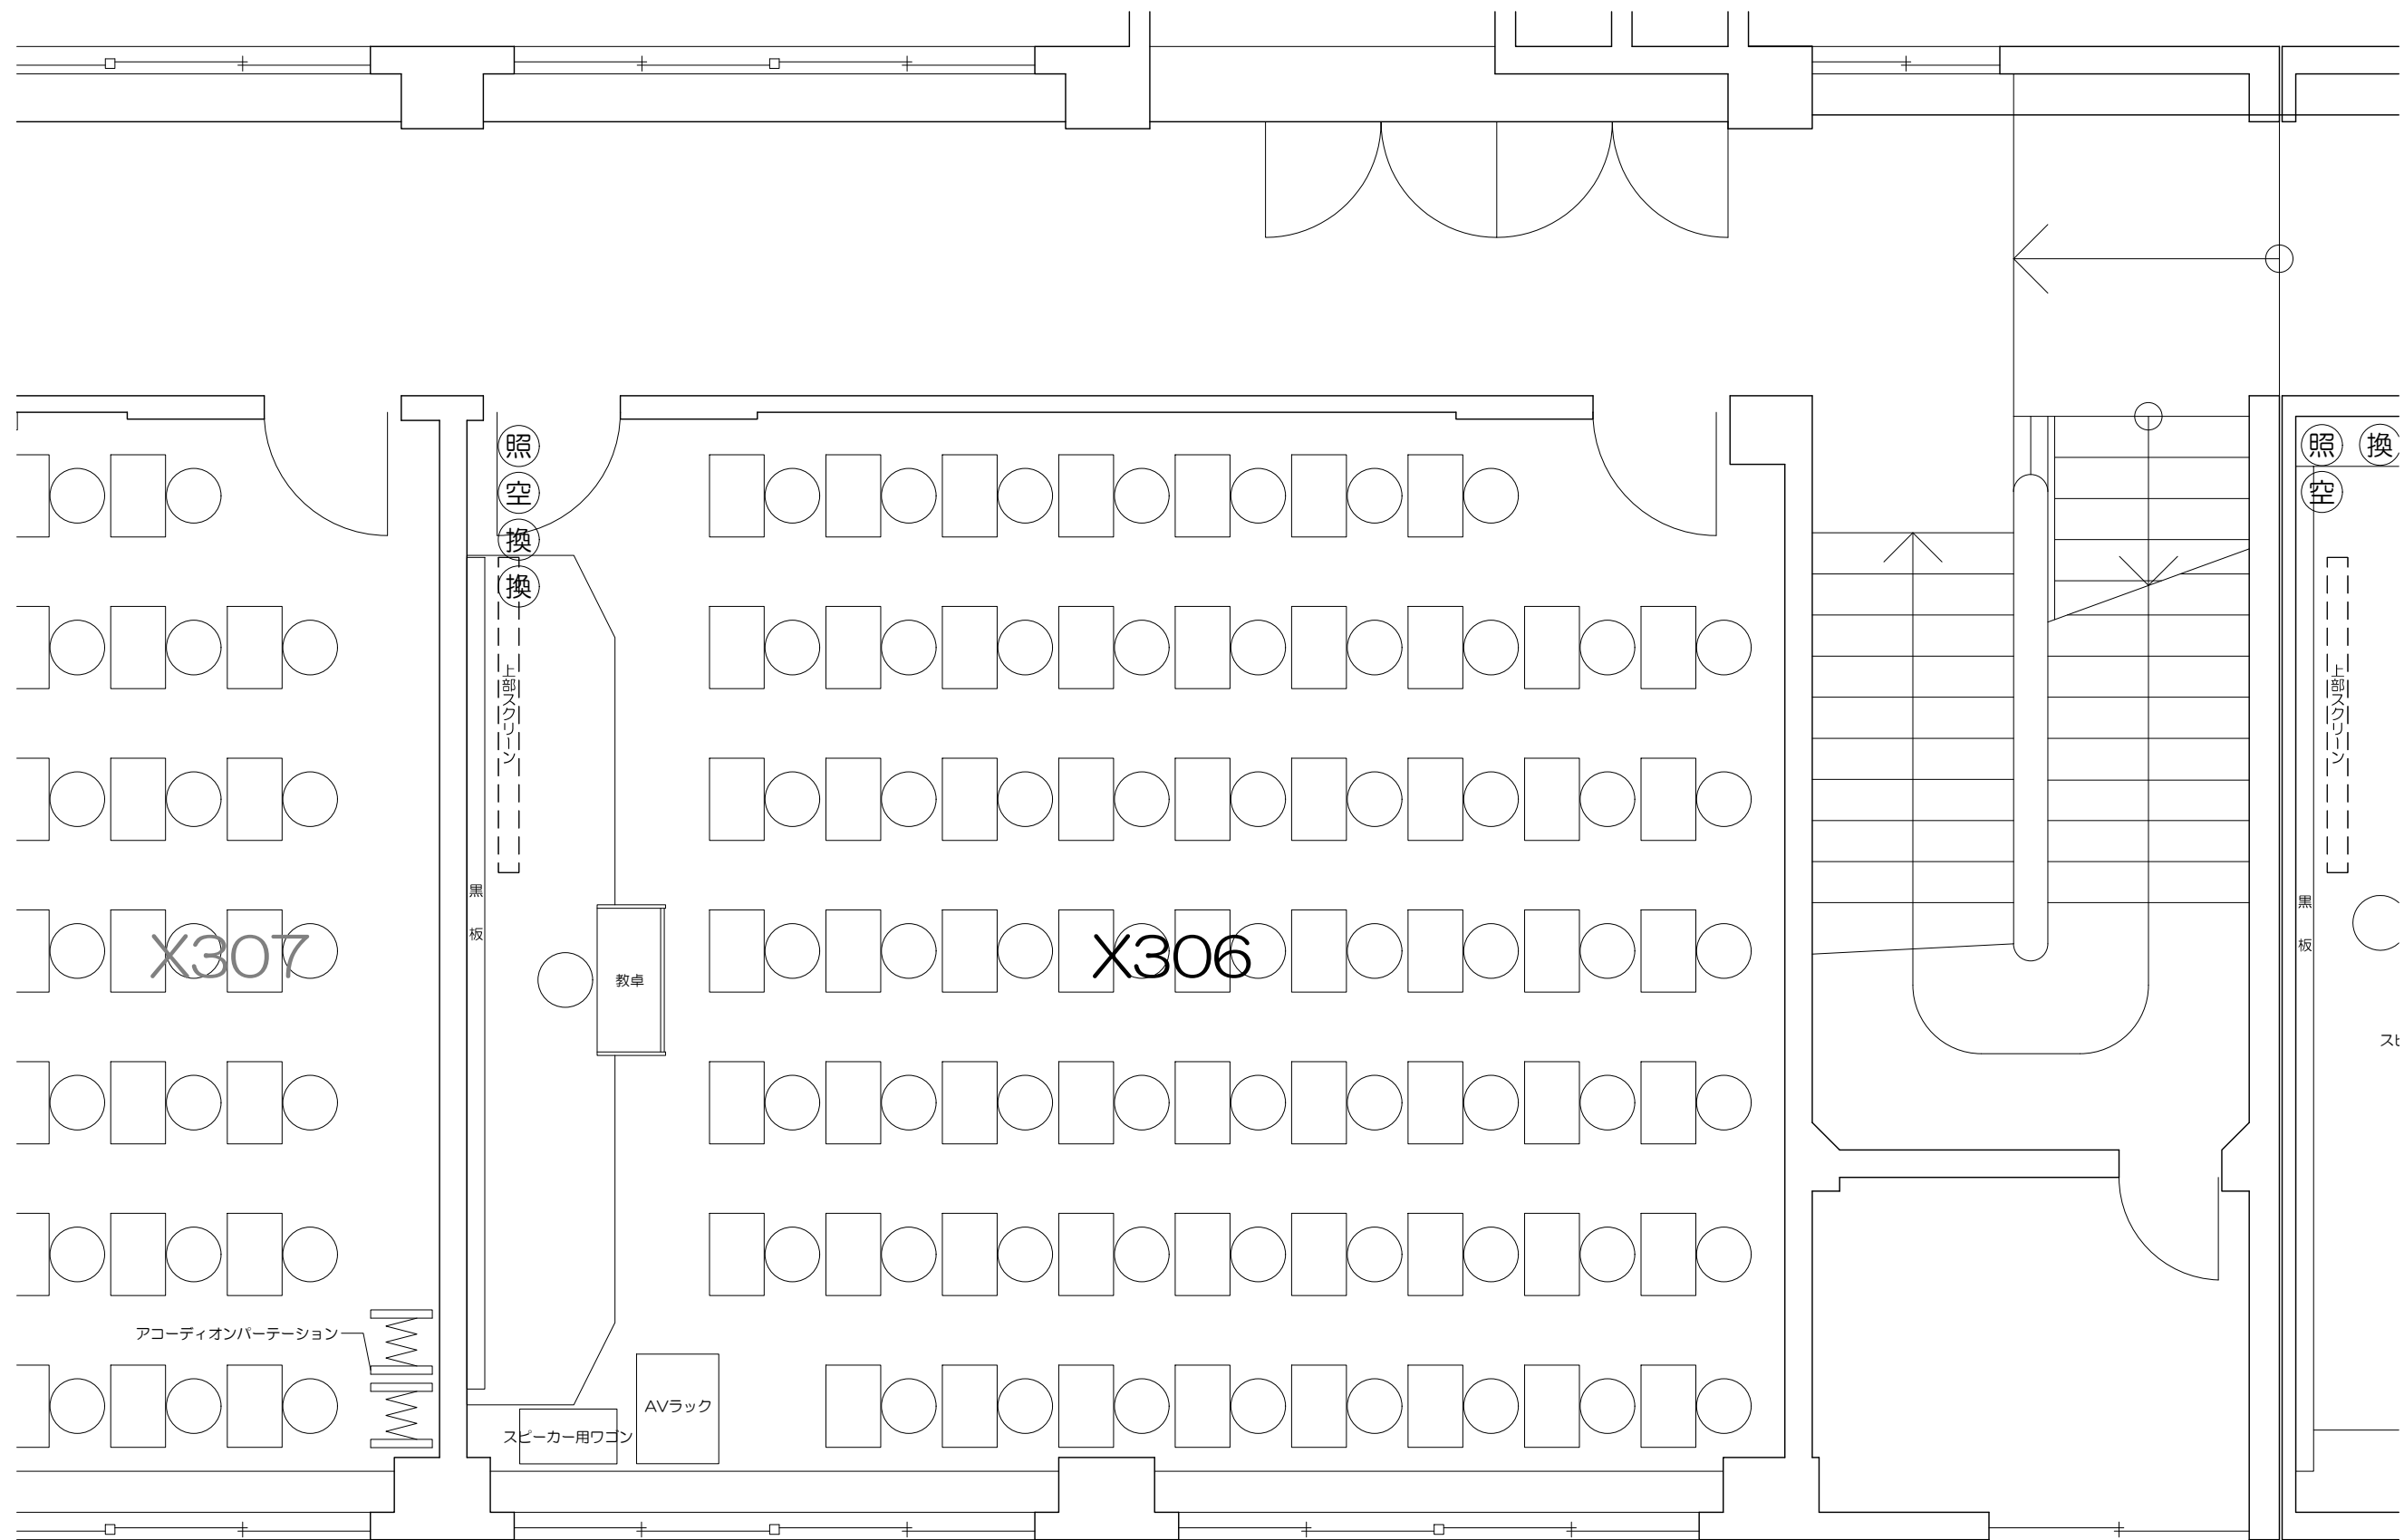 照
空
換
換
照
換
空
上部スクリーン
上部スクリーン
黒板
黒板
X307
X306
教卓
スピ
アコーディオンパーテーション
AVラック
スピーカー用ワゴン